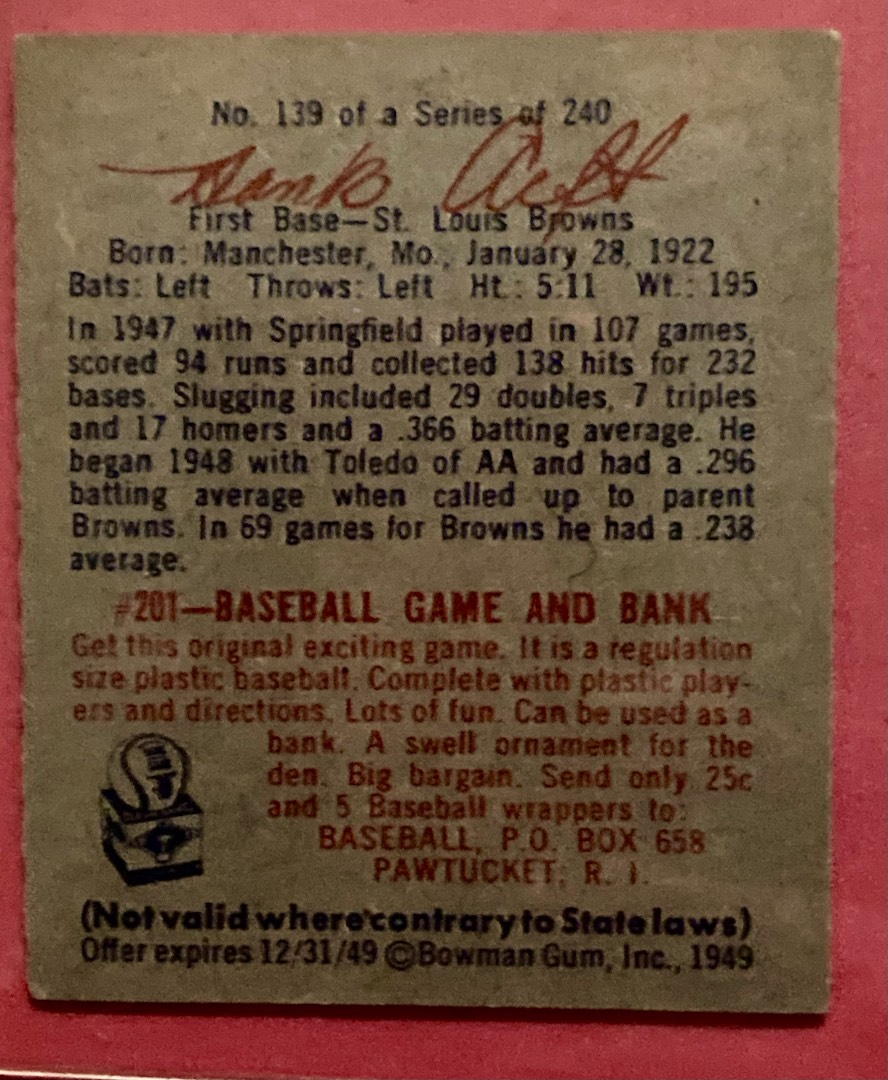 No. 139 of a Series of 240
Hank Arft
First Base—St. Louis Browns
Born: Manchester, Mo., January 28, 1922
Bats: Left Throws: Left Ht.: 5:11 Wt.: 195
In 1947 with Springfield played in 107 games,
scored 94 runs and collected 138 hits for 232
bases. Slugging included 29 doubles, 7 triples
and 17 homers and a .366 batting average. He
began 1948 with Toledo of AA and had a .296
batting average when called up to parent
Browns. In 69 games for Browns he had a .238
average.
#201—BASEBALL GAME AND BANK
Get this original exciting game. It is a regulation
size plastic baseball. Complete with plastic play-
ers and directions. Lots of fun. Can be used as a
bank. A swell ornament for the
den. Big bargain. Send only 25c
and 5 Baseball wrappers to:
BASEBALL, P.O. BOX 658
PAWTUCKET, R. I.
(Not valid where contrary to State laws)
Offer expires 12/31/49 ©Bowman Gum, Inc., 1949